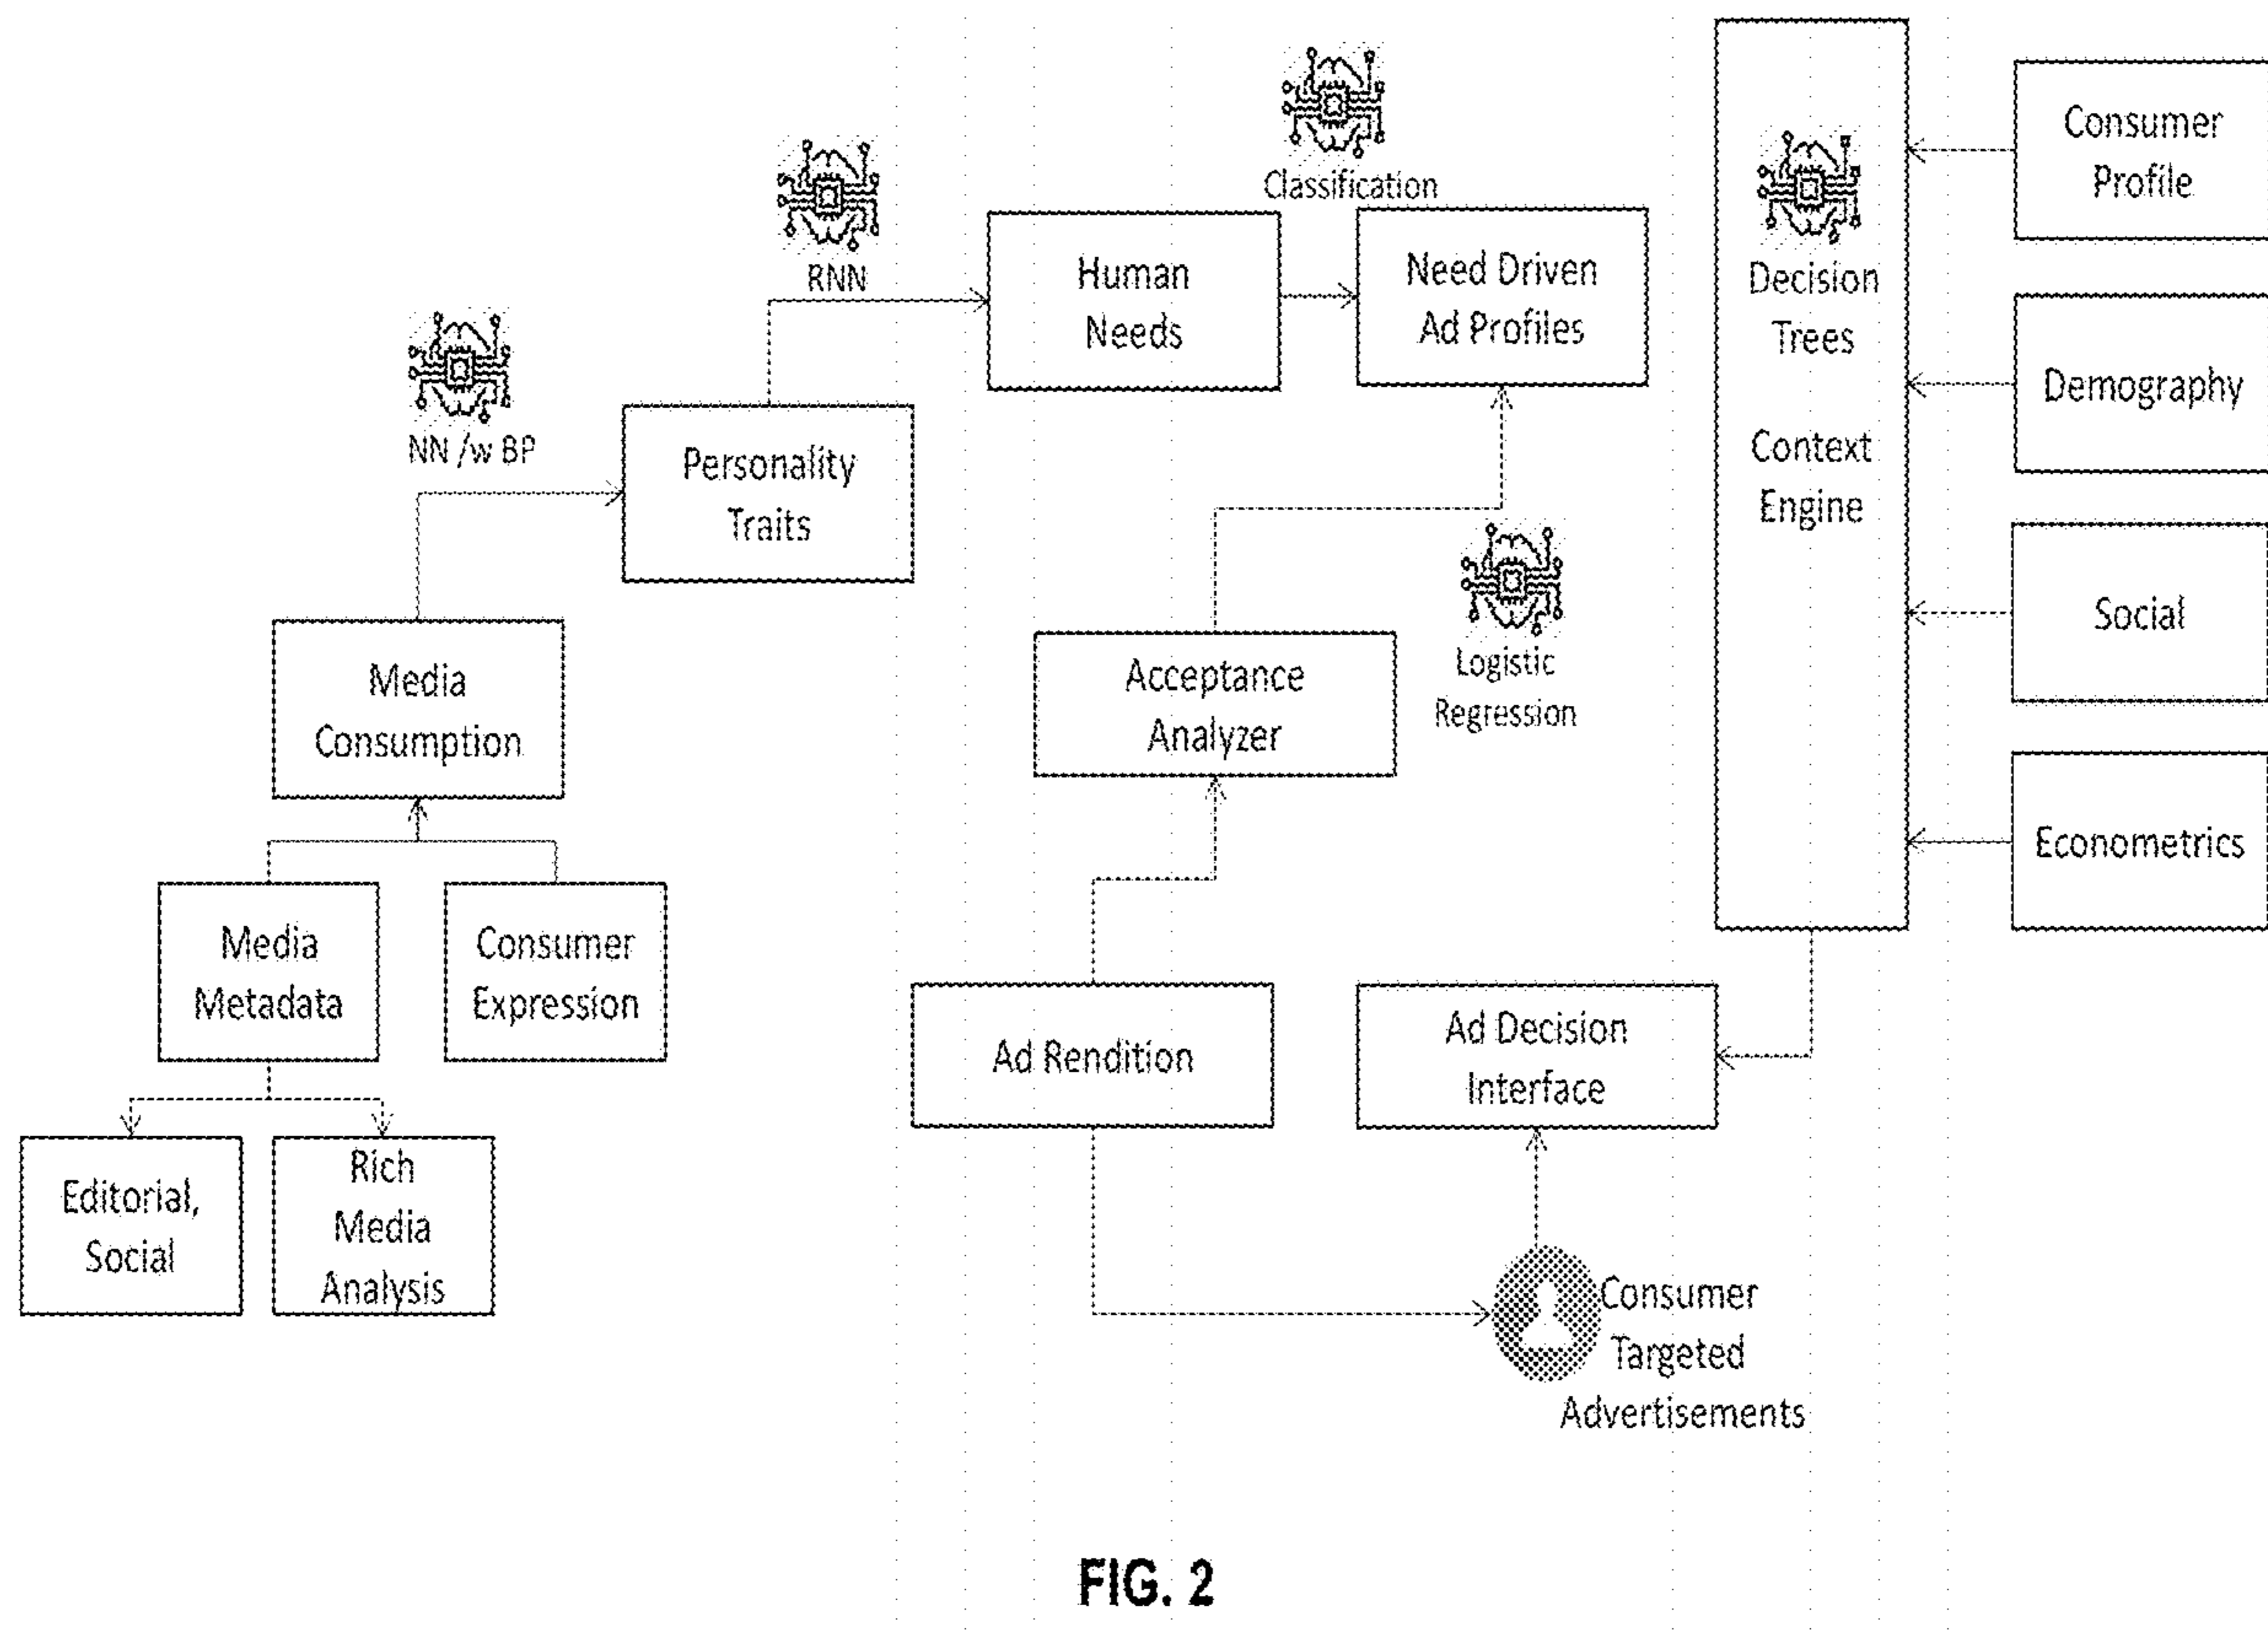 Classification
Consumer
Profile
RNN
Human
Needs
Need Driven
Ad Profiles
Decision
Trees
Context
Engine
Demography
NN /w BP
Personality
Traits
Social
Logistic
Regression
Acceptance
Analyzer
Media
Consumption
Econometrics
Media
Metadata
Consumer
Expression
Ad Rendition
Ad Decision
Interface
Editorial,
Social
Rich
Media
Analysis
Consumer
Targeted
Advertisements
FIG. 2